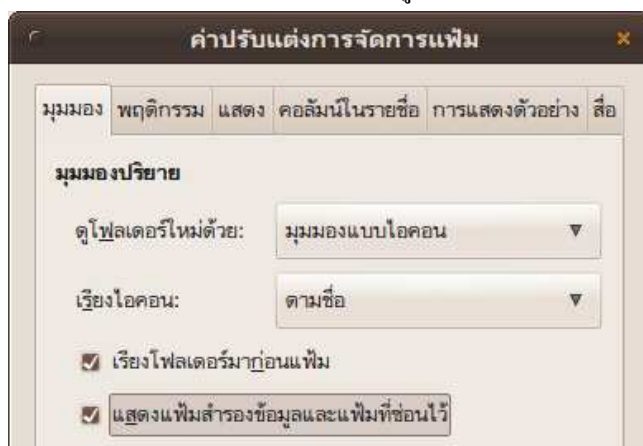 ค่าปรับแต่งการจัดการแฟ้ม
มุมมอง พฤติกรรม แสดง คอลัมน์ในรายชื่อ การแสดงตัวอย่าง สื่อ
มุมมองปริยาย
ดูโฟลเดอร์ใหม่ด้วย: มุมมองแบบไอคอน
เรียงไอคอน: ตามชื่อ
เรียงโฟลเดอร์มาก่อนแฟ้ม
แสดงแฟ้มสำรองข้อมูลและแฟ้มที่ซ่อนไว้